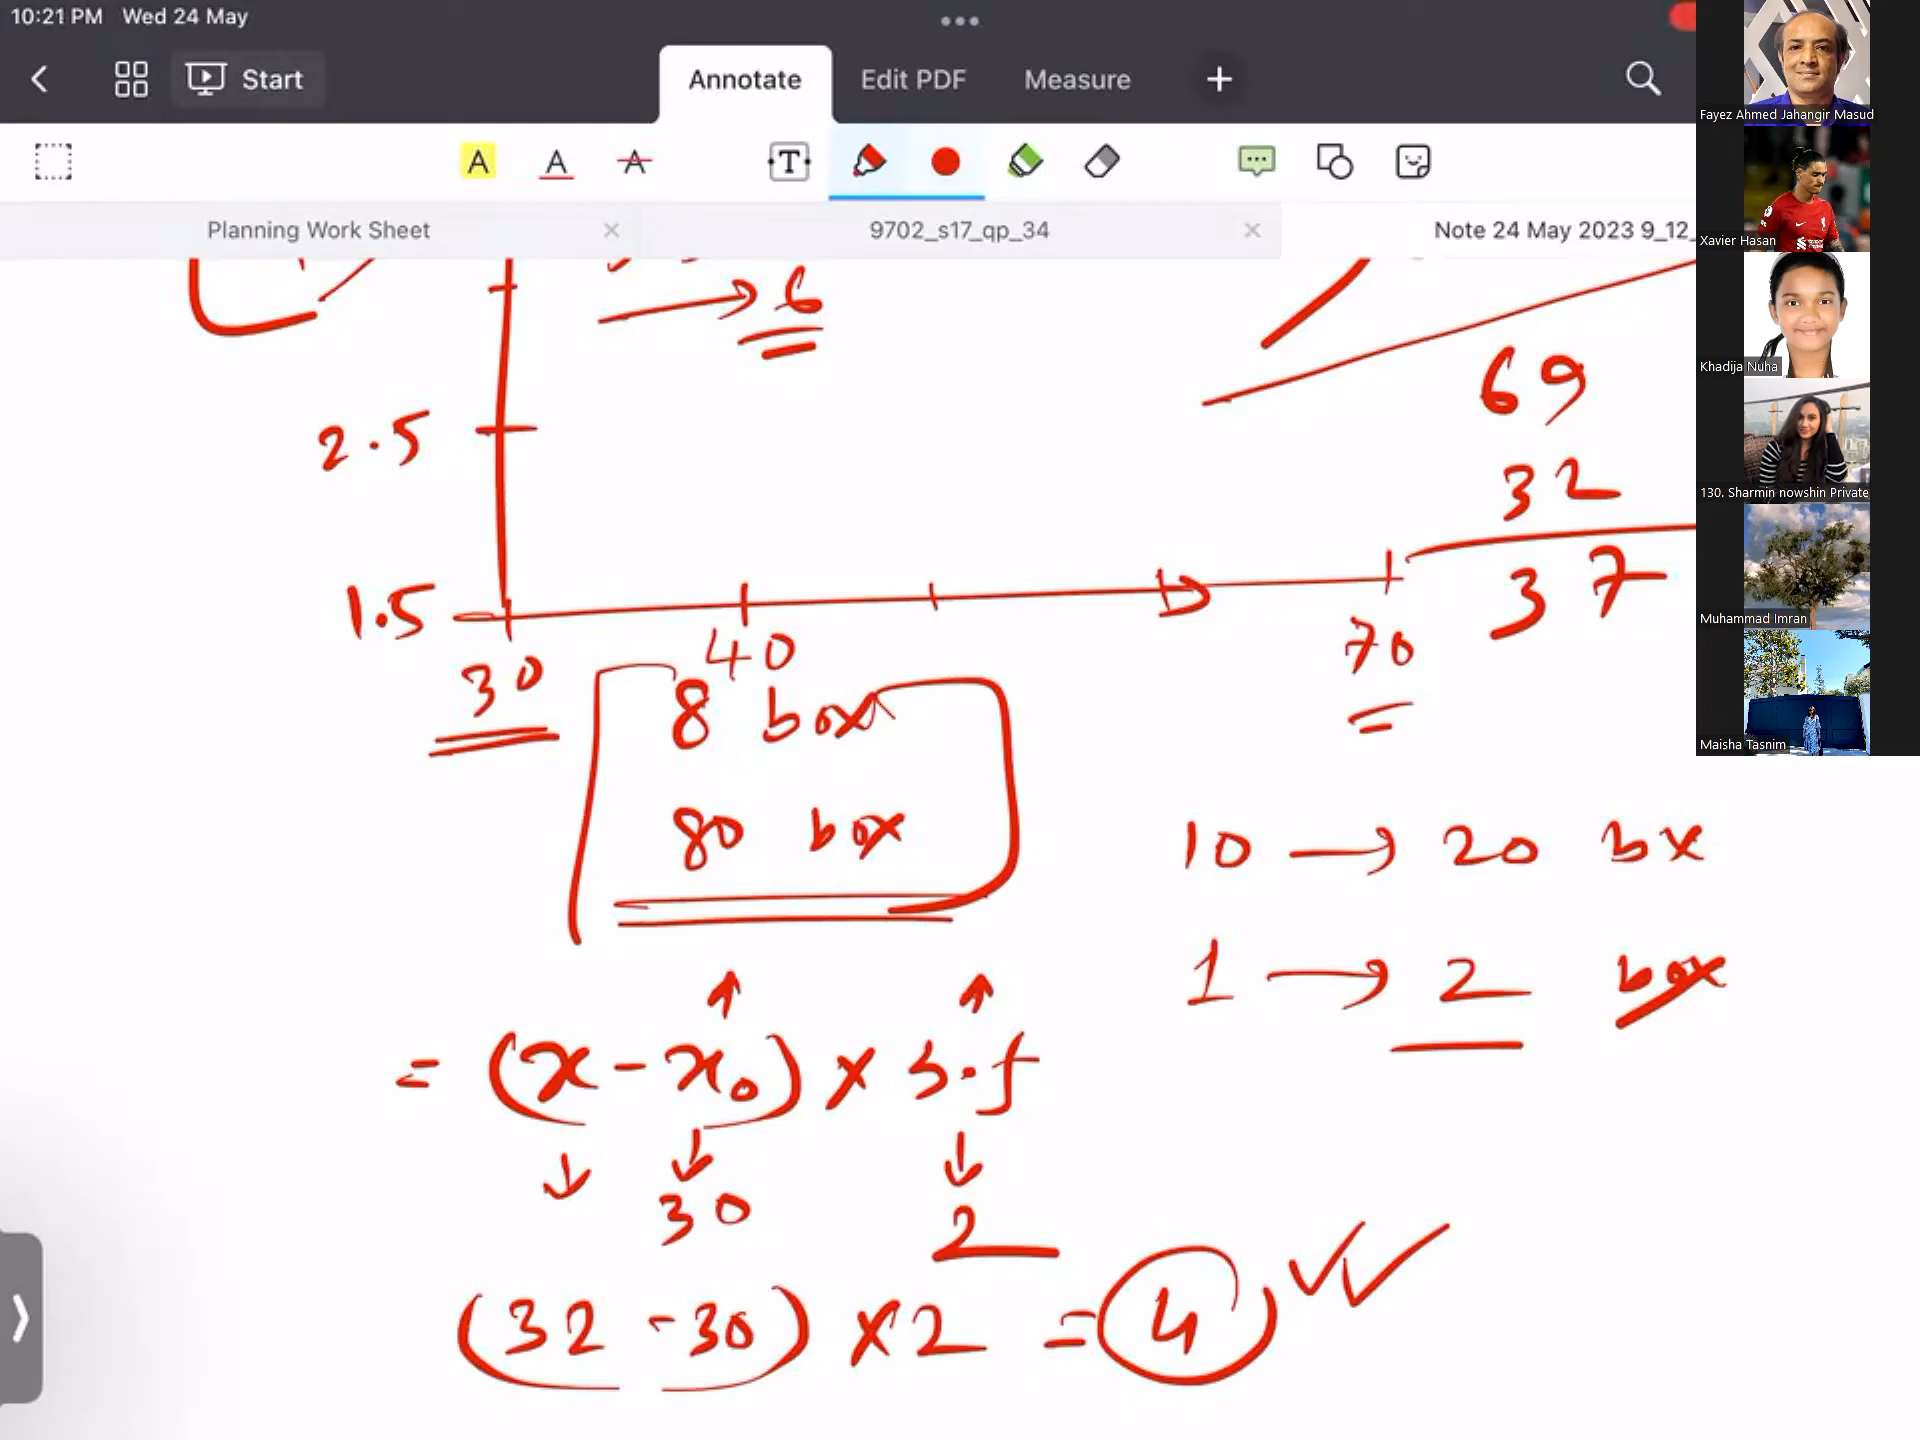 10:21 PM Wed 24 May
Start
Annotate
Edit PDF
Measure
A A A T
Planning Work Sheet
9702_s17_qp_34
Note 24 May 2023 9_12_
Fayez Ahmed Jahangir Masud
Xavier Hasan
Khadija Nuha
130. Sharmin nowshin Private
Muhammad Imran
Maisha Tasnim
6
69
2.5
32
37
1.5
30
40
70
8 box
80 box
10 → 20 bx
1 → 2 box
= (x - x₀) x s.f
30
2
(32 - 30) x 2 = 4